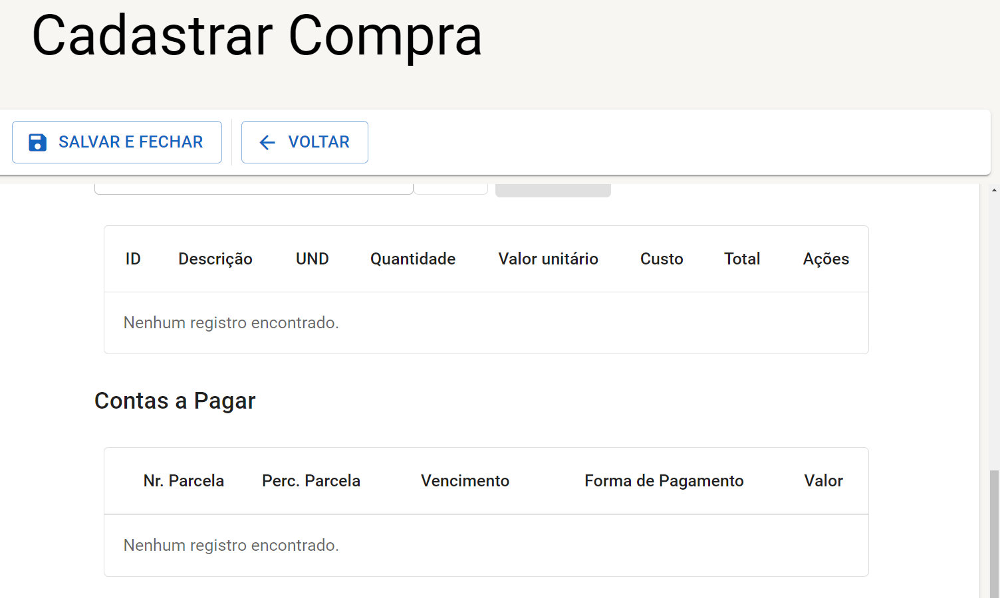 Cadastrar Compra
SALVAR E FECHAR VOLTAR
ID Descrição UND Quantidade Valor unitário Custo Total Ações
Nenhum registro encontrado.
Contas a Pagar
Nr. Parcela Perc. Parcela Vencimento Forma de Pagamento Valor
Nenhum registro encontrado.